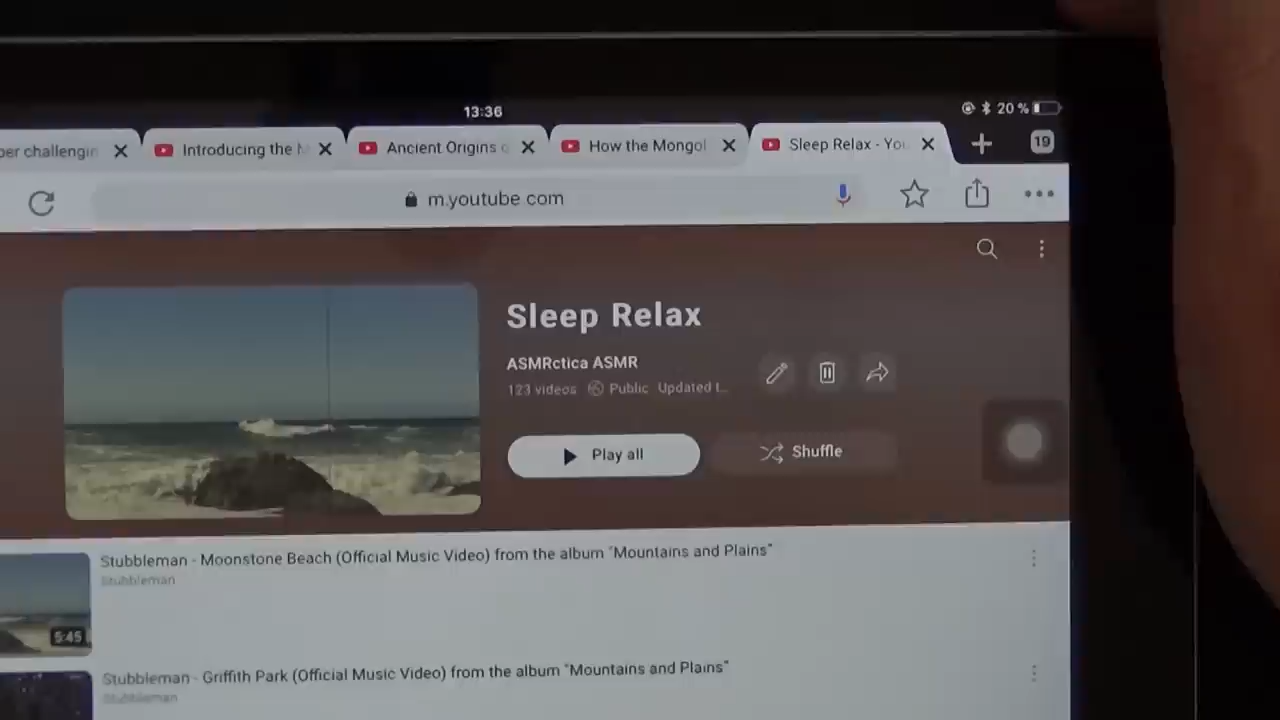 13:36
20 %
per challengin
Introducing the M
Ancient Origins o
How the Mongol
Sleep Relax - You
19
m.youtube com
Sleep Relax
ASMRctica ASMR
123 videos Public Updated t...
Play all
Shuffle
Stubbleman - Moonstone Beach (Official Music Video) from the album "Mountains and Plains"
Stubbleman
5:45
Stubbleman - Griffith Park (Official Music Video) from the album "Mountains and Plains"
Stubbleman